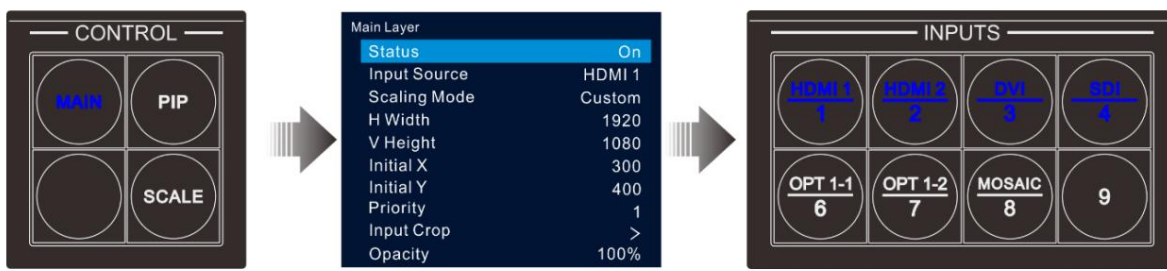 CONTROL
MAIN
PIP
SCALE
Main Layer
Status On
Input Source HDMI 1
Scaling Mode Custom
H Width 1920
V Height 1080
Initial X 300
Initial Y 400
Priority 1
Input Crop >
Opacity 100%
INPUTS
HDMI 1
1
HDMI 2
2
DVI
3
SDI
4
OPT 1-1
6
OPT 1-2
7
MOSAIC
8
9